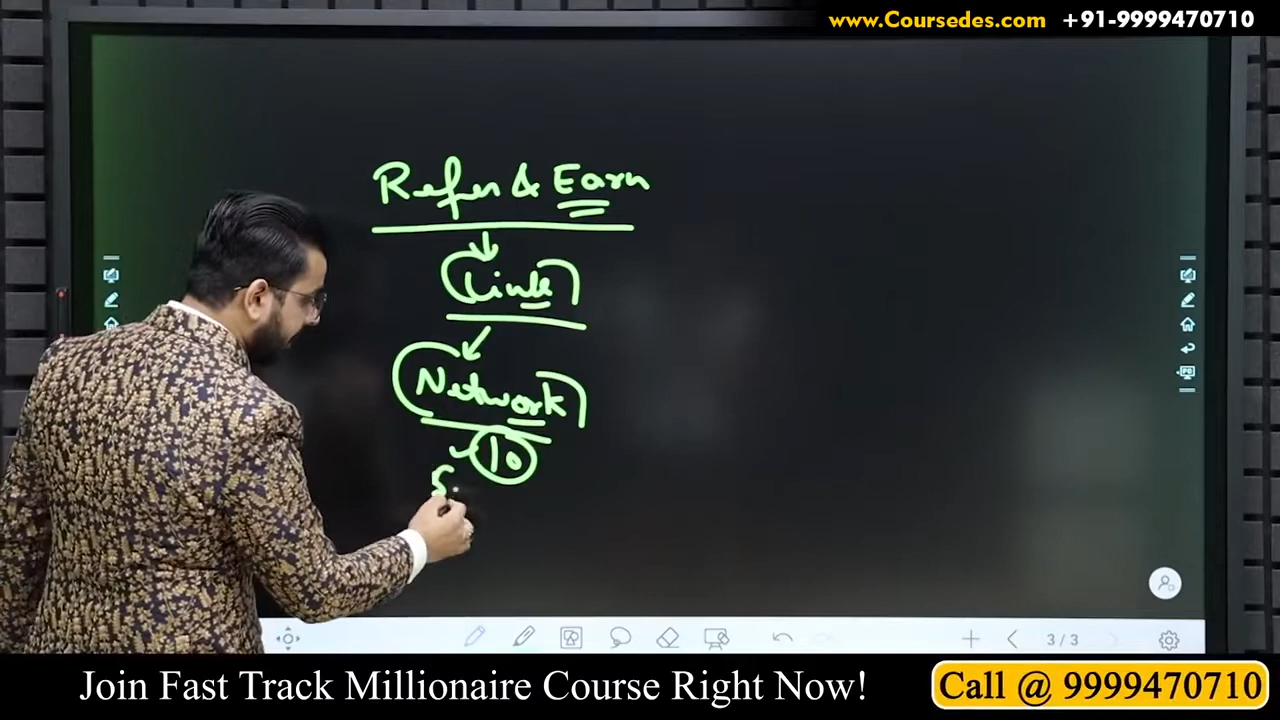 www.Coursedes.com +91-9999470710
Refer & Earn
Link
Network
10
5
3/3
Join Fast Track Millionaire Course Right Now!
Call @ 9999470710